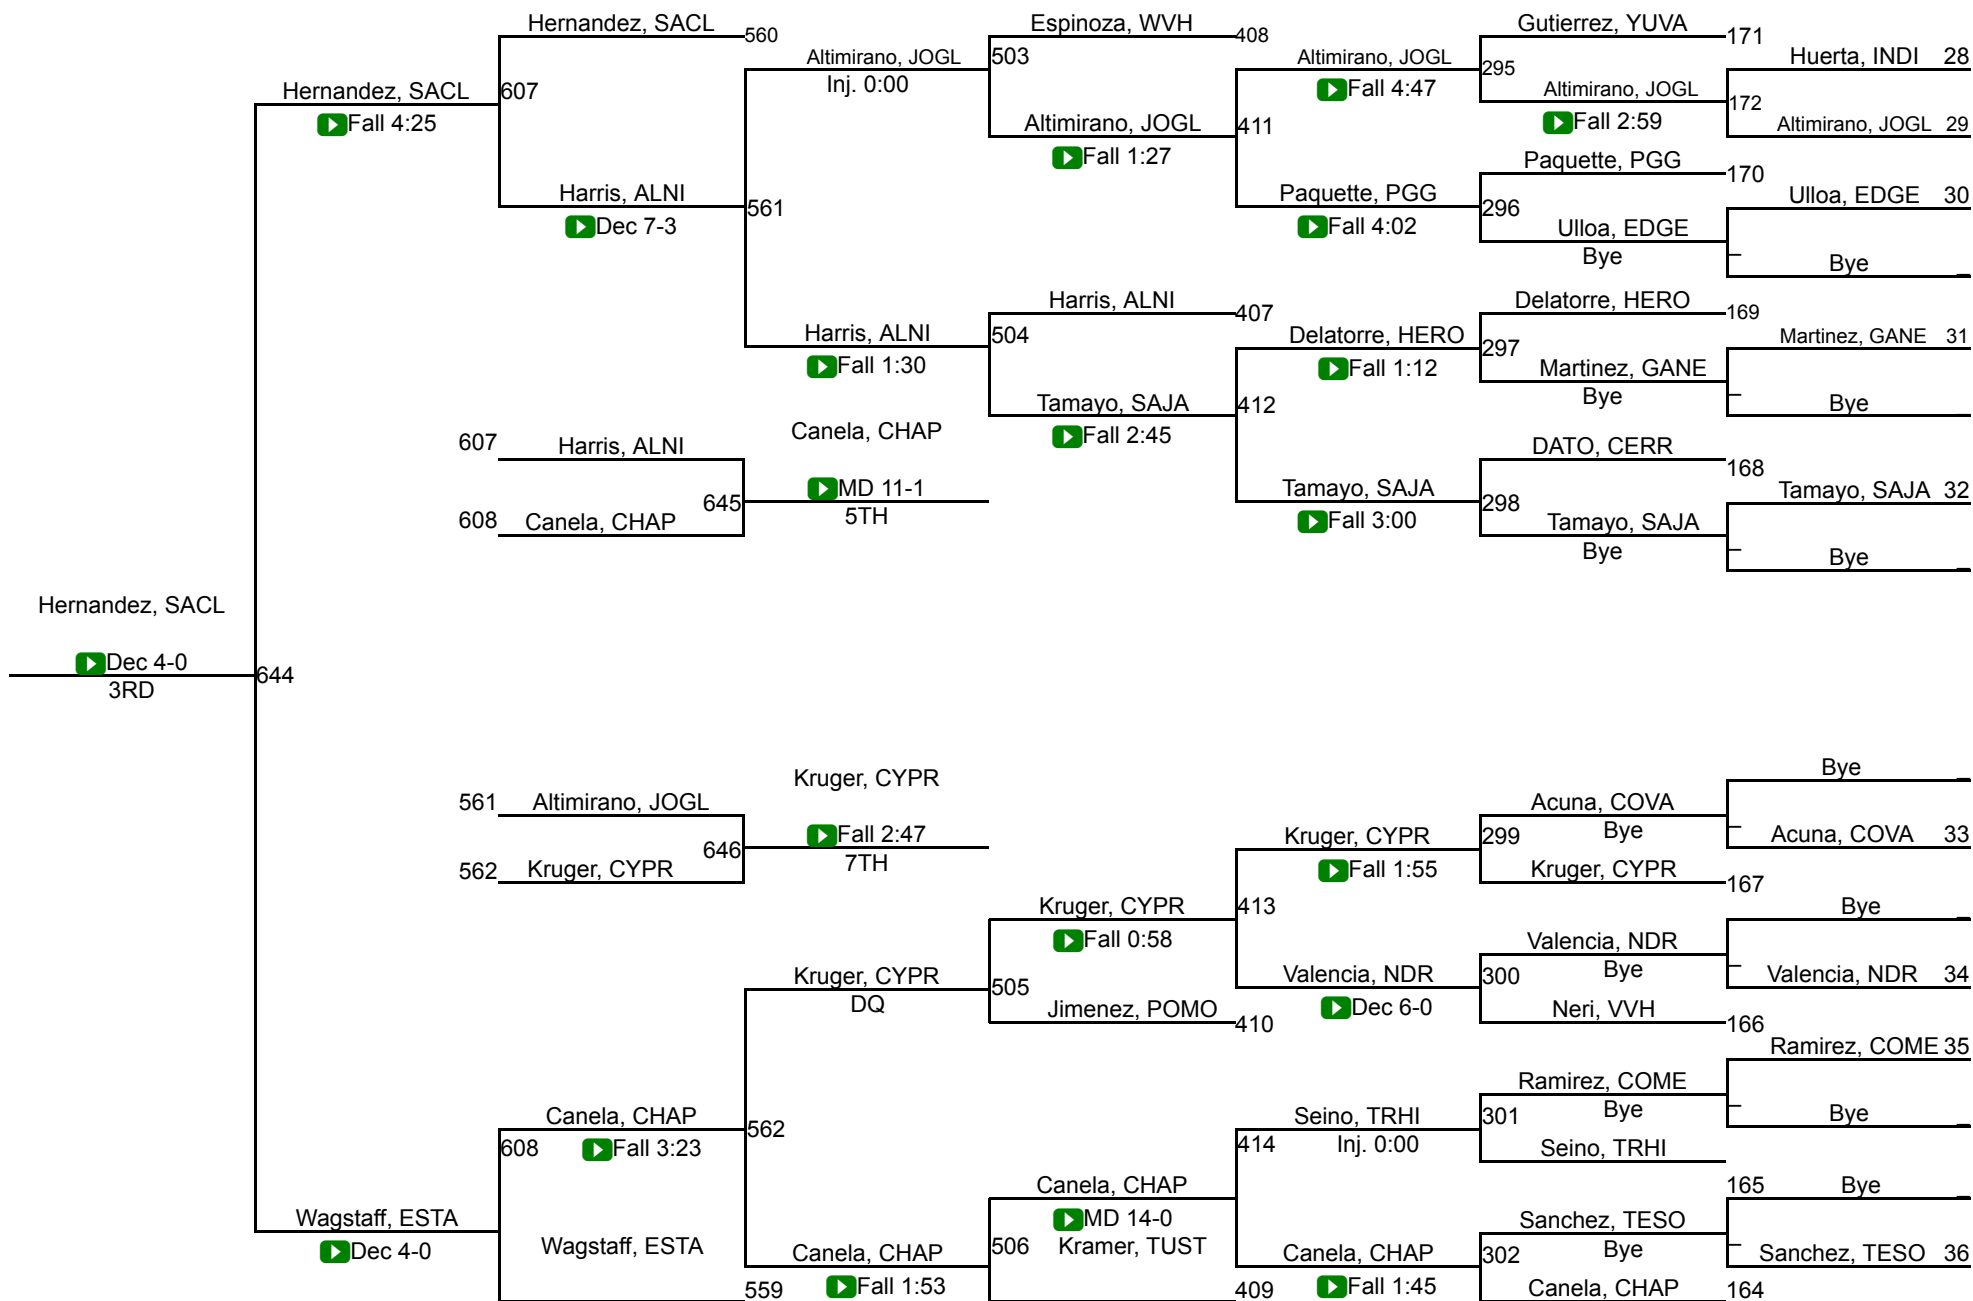 Hernandez, SACL
560
Espinoza, WVH
408
Gutierrez, YUVA
171
Altimirano, JOGL
503
Inj. 0:00
Altimirano, JOGL
295
Fall 4:47
Huerta, INDI 28
Hernandez, SACL
607
Fall 4:25
Altimirano, JOGL
172
Fall 2:59
Altimirano, JOGL
411
Fall 1:27
Altimirano, JOGL 29
Paquette, PGG
170
Harris, ALNI
561
Dec 7-3
Paquette, PGG
296
Fall 4:02
Ulloa, EDGE 30
Ulloa, EDGE
Bye
Bye
Harris, ALNI
407
Delatorre, HERO
169
Harris, ALNI
504
Fall 1:30
Delatorre, HERO
297
Fall 1:12
Martinez, GANE 31
Martinez, GANE
Bye
Bye
Tamayo, SAJA
412
Fall 2:45
607
Harris, ALNI
Canela, CHAP
DATO, CERR
168
645
MD 11-1
5TH
Tamayo, SAJA
298
Fall 3:00
Tamayo, SAJA 32
608
Canela, CHAP
Tamayo, SAJA
Bye
Bye
Hernandez, SACL
Dec 4-0
644
3RD
Bye
561
Altimirano, JOGL
Kruger, CYPR
Acuna, COVA
Bye
Acuna, COVA 33
646
Fall 2:47
7TH
Kruger, CYPR
299
Fall 1:55
562
Kruger, CYPR
Kruger, CYPR
167
Kruger, CYPR
413
Fall 0:58
Bye
Valencia, NDR
Bye
Kruger, CYPR
505
DQ
Valencia, NDR
300
Dec 6-0
Valencia, NDR 34
Jimenez, POMO
410
Neri, VVH
166
Ramirez, COME 35
Ramirez, COME
Bye
Canela, CHAP
562
608
Fall 3:23
Seino, TRHI
301
414
Inj. 0:00
Bye
Seino, TRHI
165
Canela, CHAP
MD 14-0
Bye
Wagstaff, ESTA
Dec 4-0
Wagstaff, ESTA
559
Sanchez, TESO
Bye
Canela, CHAP
506
Fall 1:53
Kramer, TUST
409
Canela, CHAP
302
Fall 1:45
Sanchez, TESO 36
Canela, CHAP
164